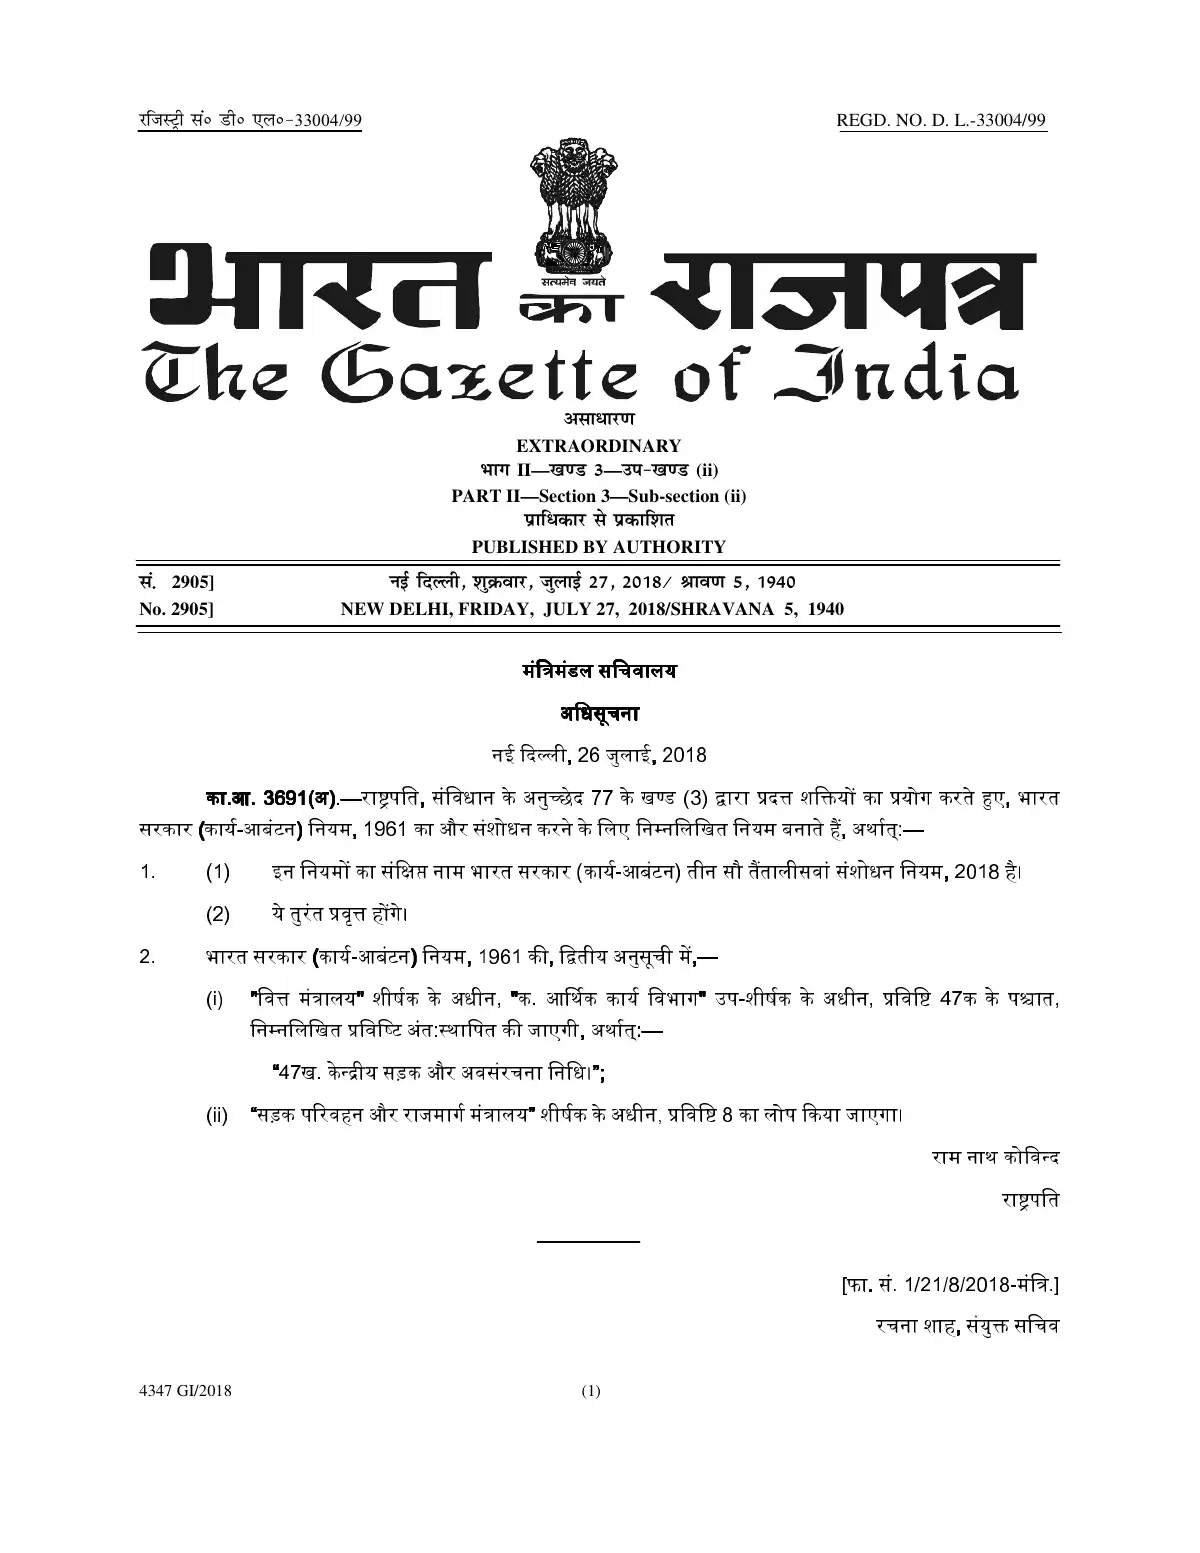 रजिस्ट्री सं० डी० एल०-33004/99
REGD. NO. D. L.-33004/99
सत्यमेव जयते
भारत का राजपत्र
The Gazette of India
असाधारण
EXTRAORDINARY
भाग II—खण्ड 3—उप-खण्ड (ii)
PART II—Section 3—Sub-section (ii)
प्राधिकार से प्रकाशित
PUBLISHED BY AUTHORITY
सं. 2905] नई दिल्ली, शुक्रवार, जुलाई 27, 2018/ श्रावण 5, 1940
No. 2905] NEW DELHI, FRIDAY, JULY 27, 2018/SHRAVANA 5, 1940
मंत्रिमंडल सचिवालय
अधिसूचना
नई दिल्ली, 26 जुलाई, 2018
का.आ. 3691(अ).—राष्ट्रपति, संविधान के अनुच्छेद 77 के खण्ड (3) द्वारा प्रदत्त शक्तियों का प्रयोग करते हुए, भारत
सरकार (कार्य-आबंटन) नियम, 1961 का और संशोधन करने के लिए निम्नलिखित नियम बनाते हैं, अर्थात्:—
1. (1) इन नियमों का संक्षिप्त नाम भारत सरकार (कार्य-आबंटन) तीन सौ तैंतालीसवां संशोधन नियम, 2018 है।
(2) ये तुरंत प्रवृत्त होंगे।
2. भारत सरकार (कार्य-आबंटन) नियम, 1961 की, द्वितीय अनुसूची में,—
(i) "वित्त मंत्रालय" शीर्षक के अधीन, "क. आर्थिक कार्य विभाग" उप-शीर्षक के अधीन, प्रविष्टि 47क के पश्चात,
निम्नलिखित प्रविष्टि अंत:स्थापित की जाएगी, अर्थात्:—
“47ख. केन्द्रीय सड़क और अवसंरचना निधि।”;
(ii) “सड़क परिवहन और राजमार्ग मंत्रालय” शीर्षक के अधीन, प्रविष्टि 8 का लोप किया जाएगा।
राम नाथ कोविन्द
राष्ट्रपति
[फा. सं. 1/21/8/2018-मंत्रि.]
रचना शाह, संयुक्त सचिव
4347 GI/2018 (1)